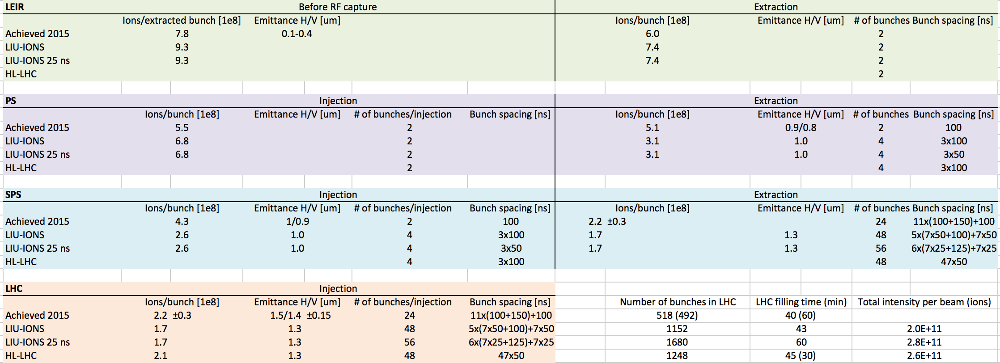 LEIR Before RF capture Extraction
Ions/extracted bunch [1e8] Emittance H/V [um] Ions/bunch [1e8] Emittance H/V [um] # of bunches Bunch spacing [ns]
Achieved 2015 7.8 0.1-0.4 6.0 2
LIU-IONS 9.3 7.4 2
LIU-IONS 25 ns 9.3 7.4 2
HL-LHC 2
PS Injection Extraction
Ions/bunch [1e8] Emittance H/V [um] # of bunches/injection Bunch spacing [ns] Ions/bunch [1e8] Emittance H/V [um] # of bunches Bunch spacing [ns]
Achieved 2015 5.5 2 5.1 0.9/0.8 2 100
LIU-IONS 6.8 2 3.1 1.0 4 3x100
LIU-IONS 25 ns 6.8 2 3.1 1.0 4 3x50
HL-LHC 2 4 3x100
SPS Injection Extraction
Ions/bunch [1e8] Emittance H/V [um] # of bunches/injection Bunch spacing [ns] Ions/bunch [1e8] Emittance H/V [um] # of bunches Bunch spacing [ns]
Achieved 2015 4.3 1/0.9 2 100 2.2 ±0.3 24 11x(100+150)+100
LIU-IONS 2.6 1.0 4 3x100 1.7 1.3 48 5x(7x50+100)+7x50
LIU-IONS 25 ns 2.6 1.0 4 3x50 1.7 1.3 56 6x(7x25+125)+7x25
HL-LHC 4 3x100 48 47x50
LHC Injection
Ions/bunch [1e8] Emittance H/V [um] # of bunches/injection Bunch spacing [ns] Number of bunches in LHC LHC filling time (min) Total intensity per beam (ions)
Achieved 2015 2.2 ±0.3 1.5/1.4 ±0.15 24 11x(100+150)+100 518 (492) 40 (60)
LIU-IONS 1.7 1.3 48 5x(7x50+100)+7x50 1152 43 2.0E+11
LIU-IONS 25 ns 1.7 1.3 56 6x(7x25+125)+7x25 1680 60 2.8E+11
HL-LHC 2.1 1.3 48 47x50 1248 45 (30) 2.6E+11